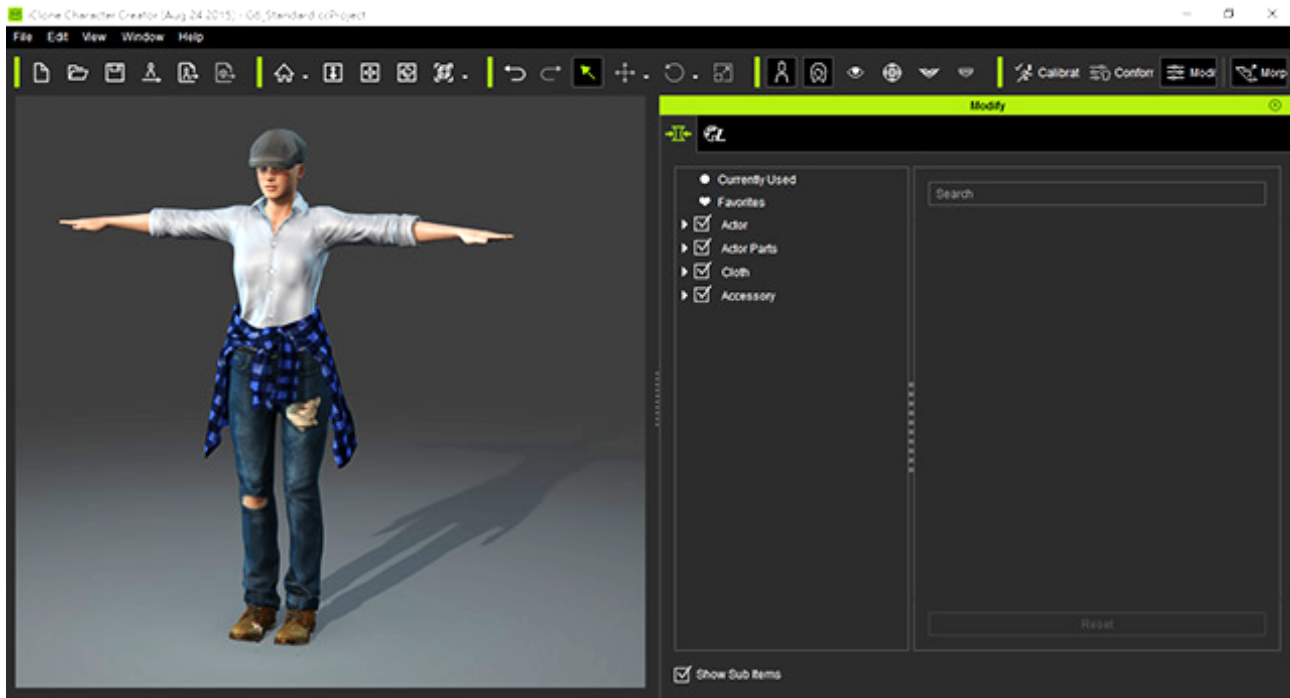 iClone Character Creator (Aug 24 2015) - G6_Standard.ccProject
File Edit View Window Help
Calibrat Conforr Modi Morp
Modify
Currently Used
Search
Favorites
Actor
Actor Parts
Cloth
Accessory
Reset
Show Sub Items